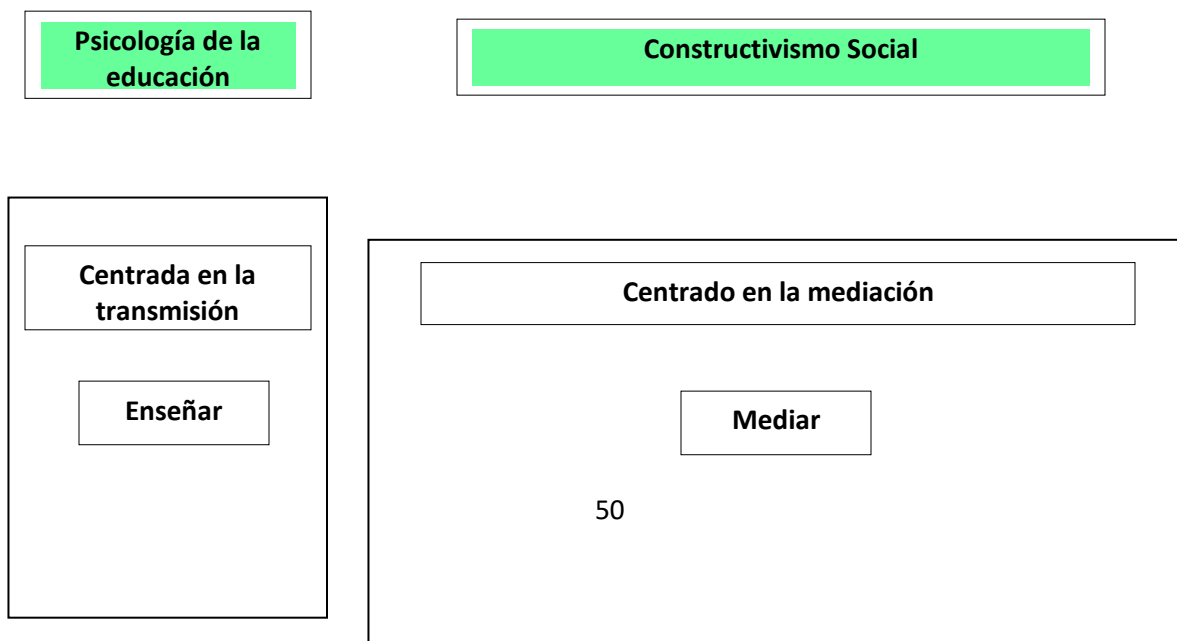 Psicología de la
educación
Constructivismo Social
Centrada en la
transmisión
Enseñar
Centrado en la mediación
Mediar
50